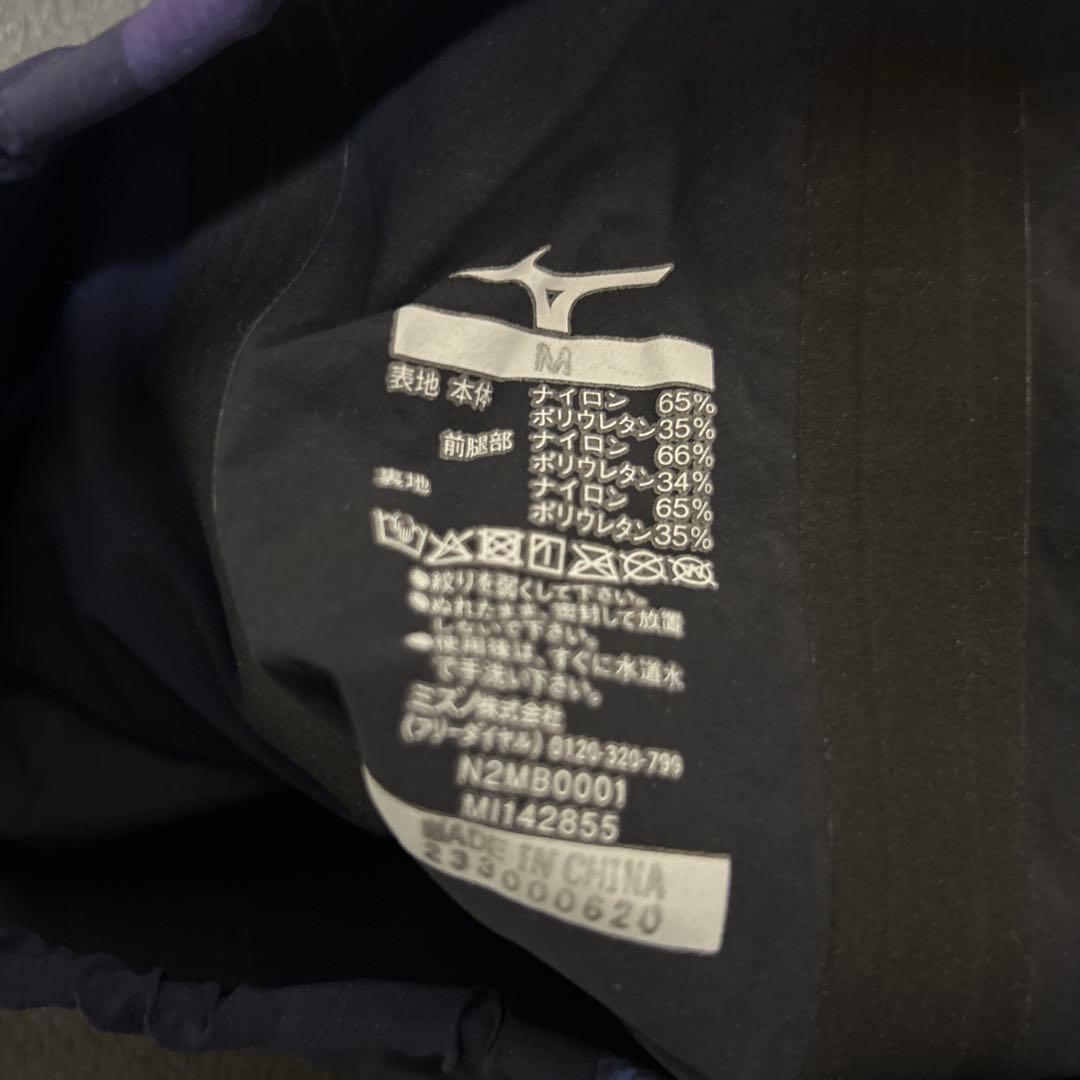 M
表地 本体 ナイロン 65%
ポリウレタン 35%
前腿部 ナイロン 66%
ポリウレタン 34%
裏地 ナイロン 65%
ポリウレタン 35%
●絞りを弱くして下さい。
●ぬれたまま、密封して放置
しないで下さい。
●使用後は、すぐに水道水
で手洗い下さい。
ミズノ株式会社
(フリーダイヤル) 0120-320-799
N2MB0001
MI142855
MADE IN CHINA
233000620